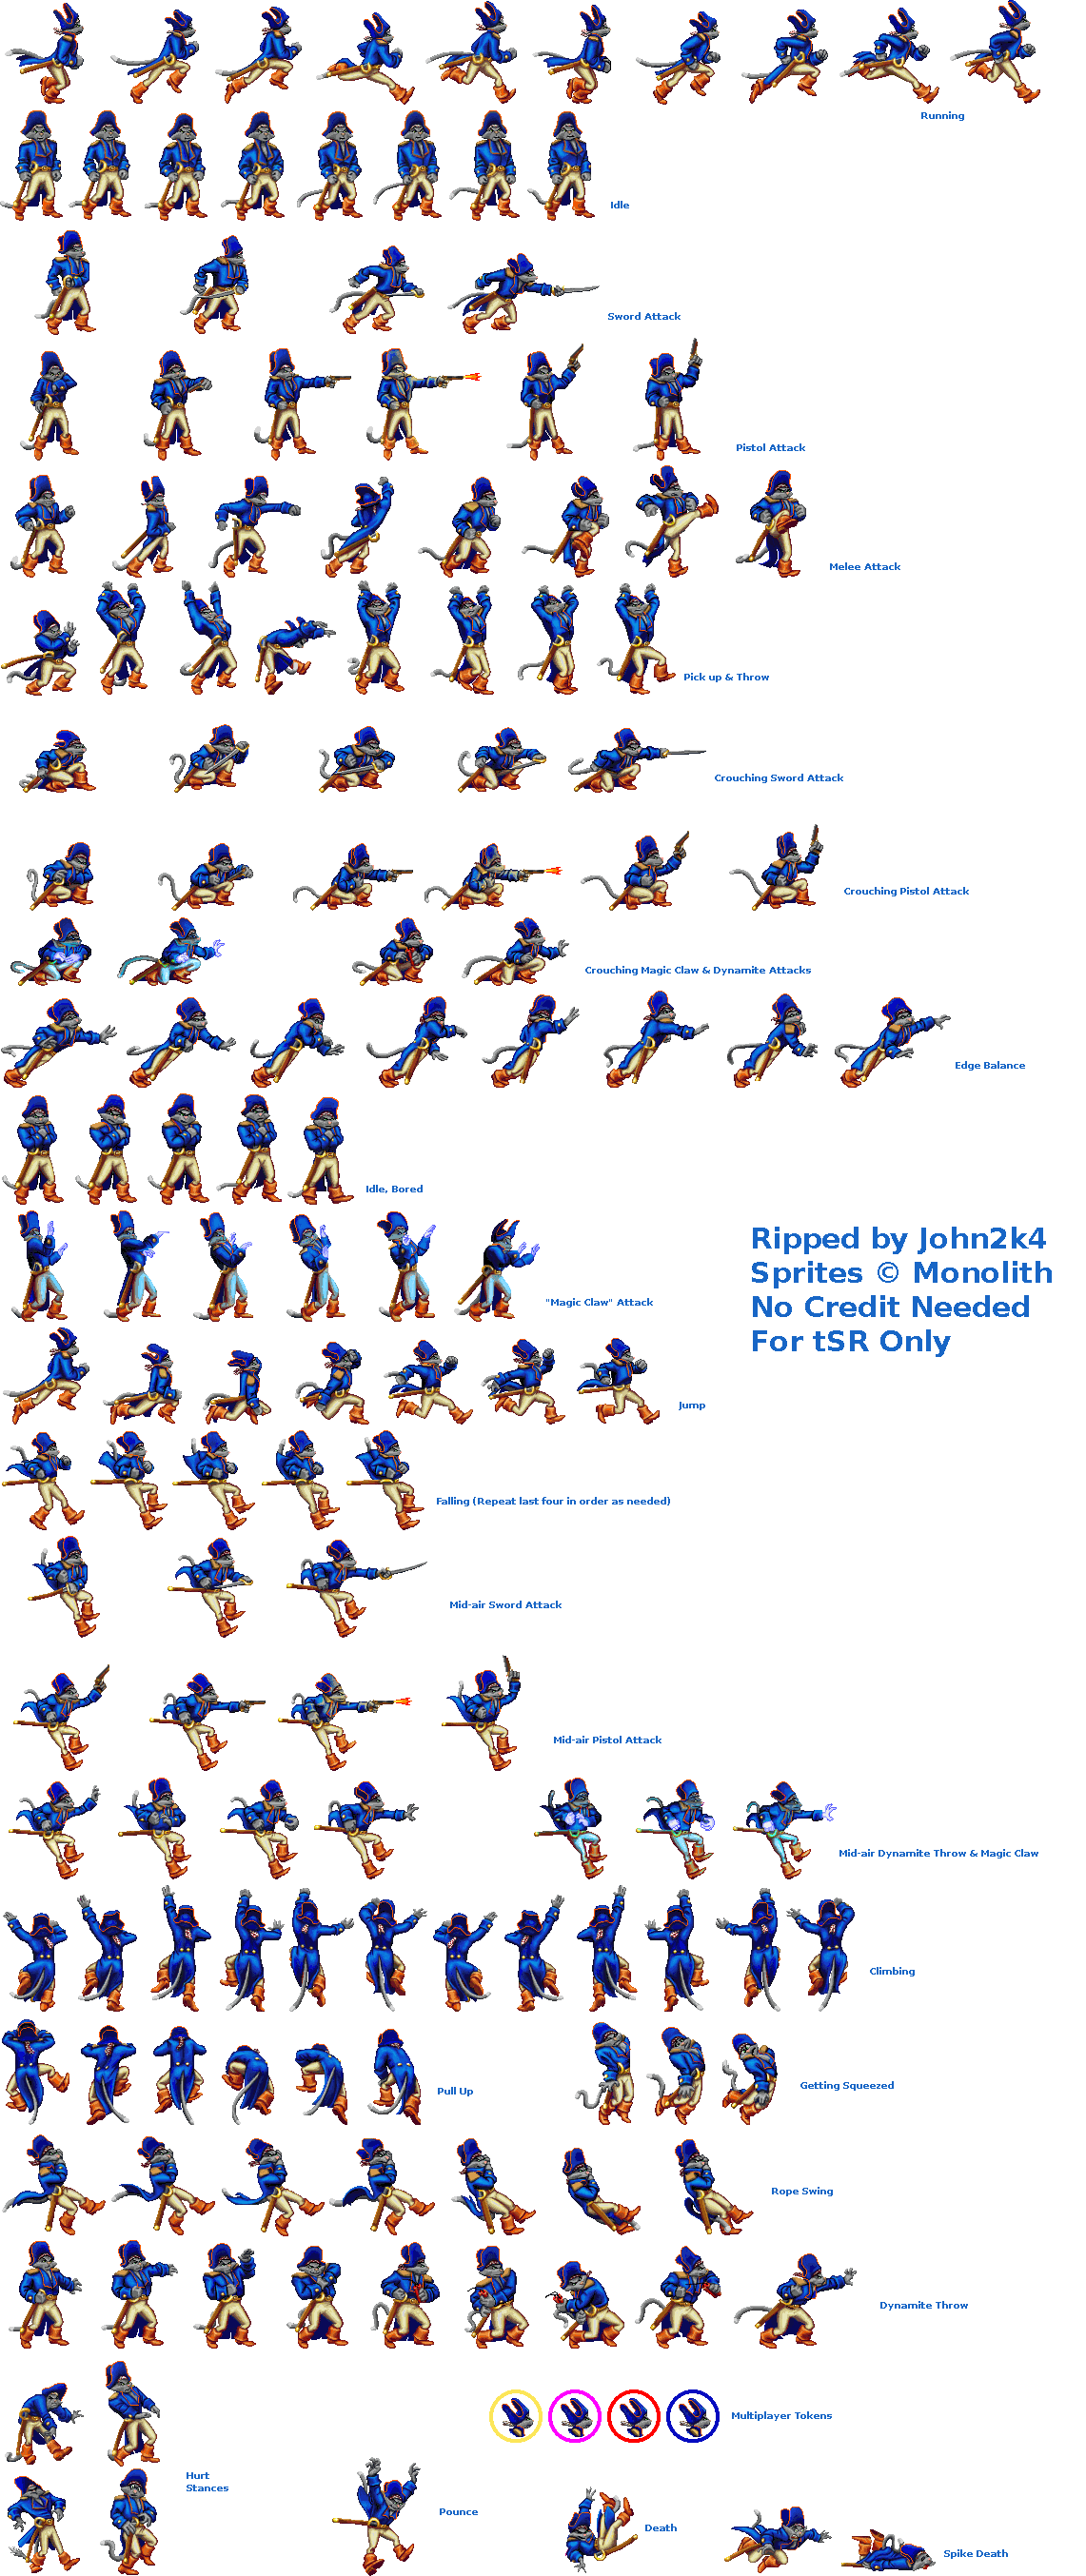 Running
Idle
Sword Attack
Pistol Attack
Melee Attack
Pick up & Throw
Crouching Sword Attack
Crouching Pistol Attack
Crouching Magic Claw & Dynamite Attacks
Edge Balance
Idle, Bored
Ripped by John2k4
Sprites © Monolith
No Credit Needed
For tSR Only
"Magic Claw" Attack
Jump
Falling (Repeat last four in order as needed)
Mid-air Sword Attack
Mid-air Pistol Attack
Mid-air Dynamite Throw & Magic Claw
Climbing
Pull Up
Getting Squeezed
Rope Swing
Dynamite Throw
Multiplayer Tokens
Hurt
Stances
Pounce
Death
Spike Death